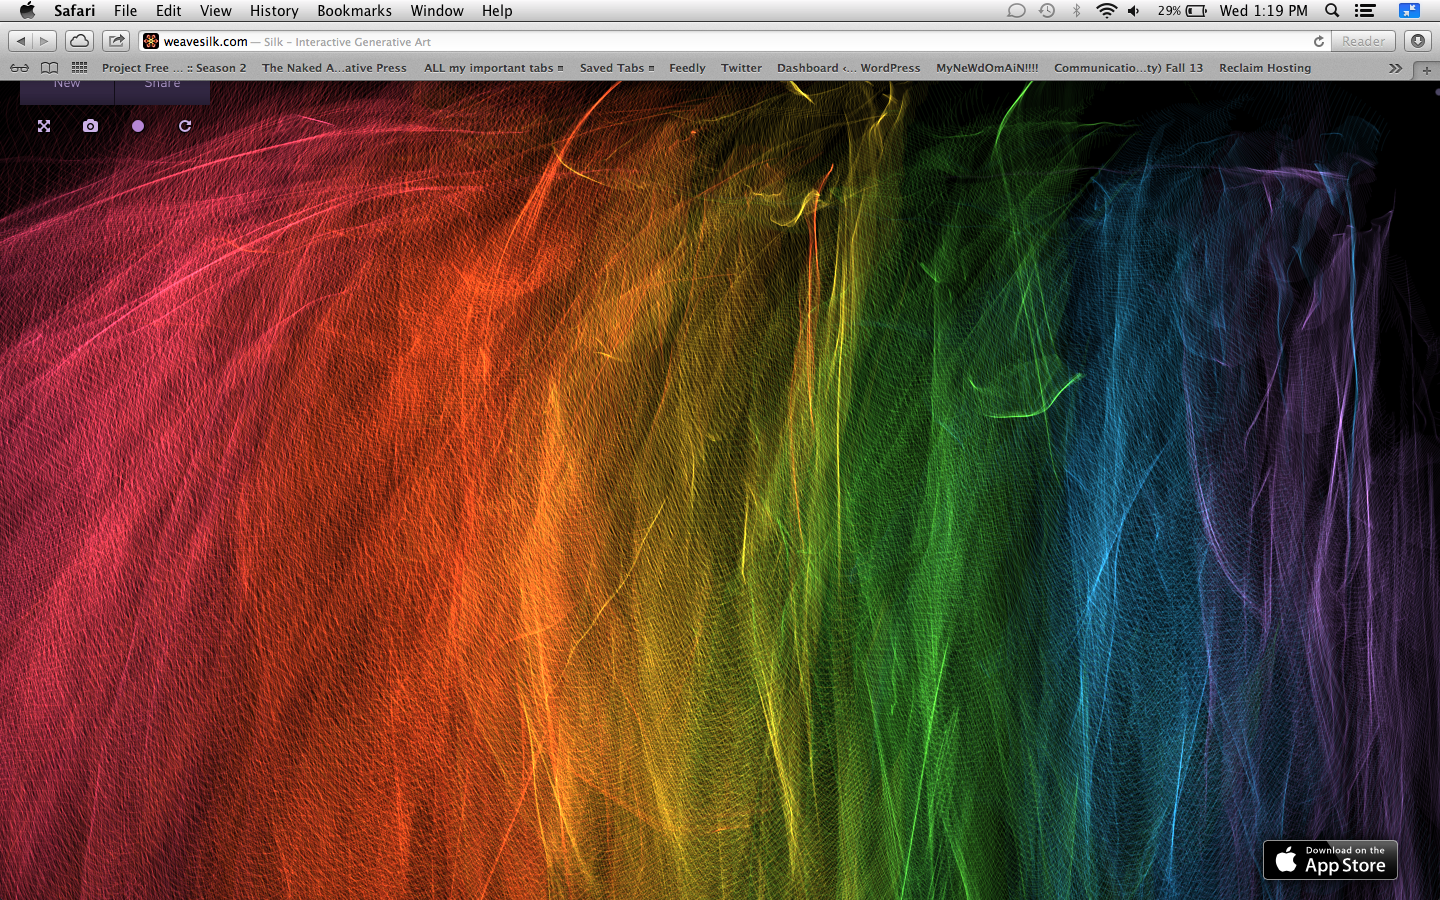 Safari File Edit View History Bookmarks Window Help 29% Wed 1:19 PM
weavesilk.com — Silk – Interactive Generative Art Reader
Project Free ... :: Season 2 The Naked A...ative Press ALL my important tabs Saved Tabs Feedly Twitter Dashboard ‹... WordPress MyNeWdOmAiN!!!! Communicatio...ty) Fall 13 Reclaim Hosting
New Share
Download on the
App Store